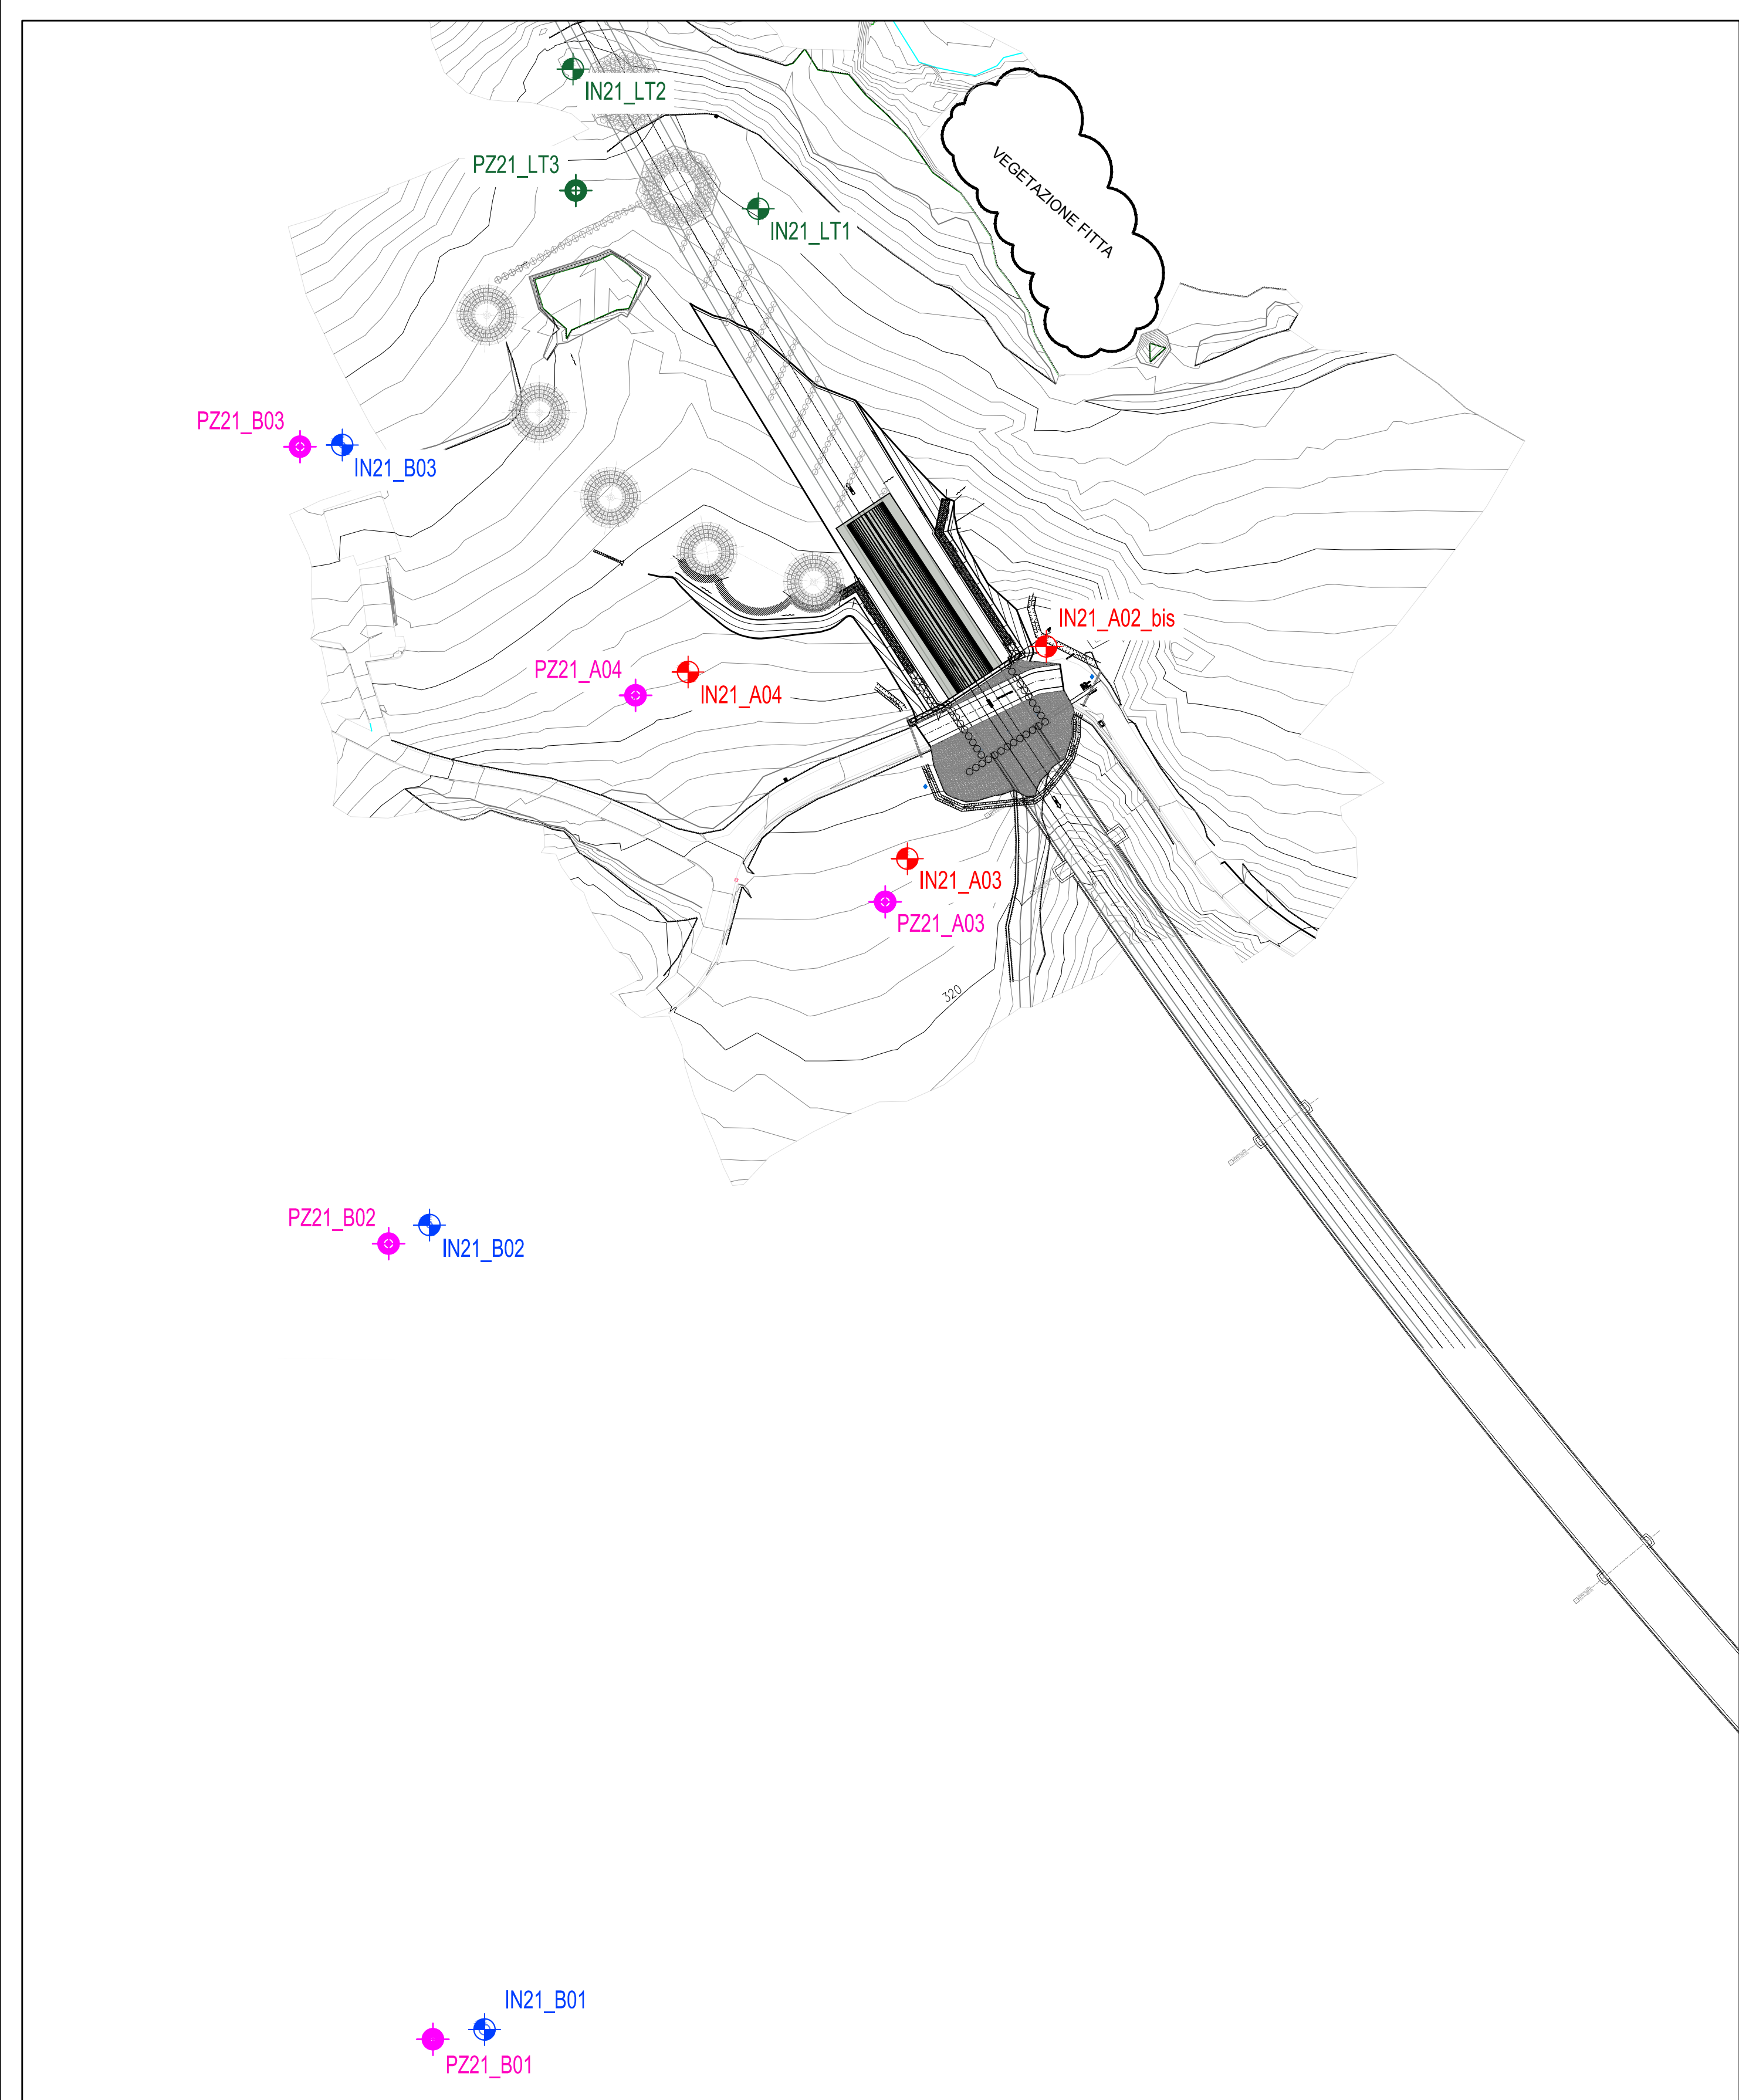 IN21_LT2
PZ21_LT3
IN21_LT1
VEGETAZIONE FITTA
PZ21_B03
IN21_B03
IN21_A02_bis
PZ21_A04
IN21_A04
IN21_A03
PZ21_A03
320
PZ21_B02
IN21_B02
IN21_B01
PZ21_B01